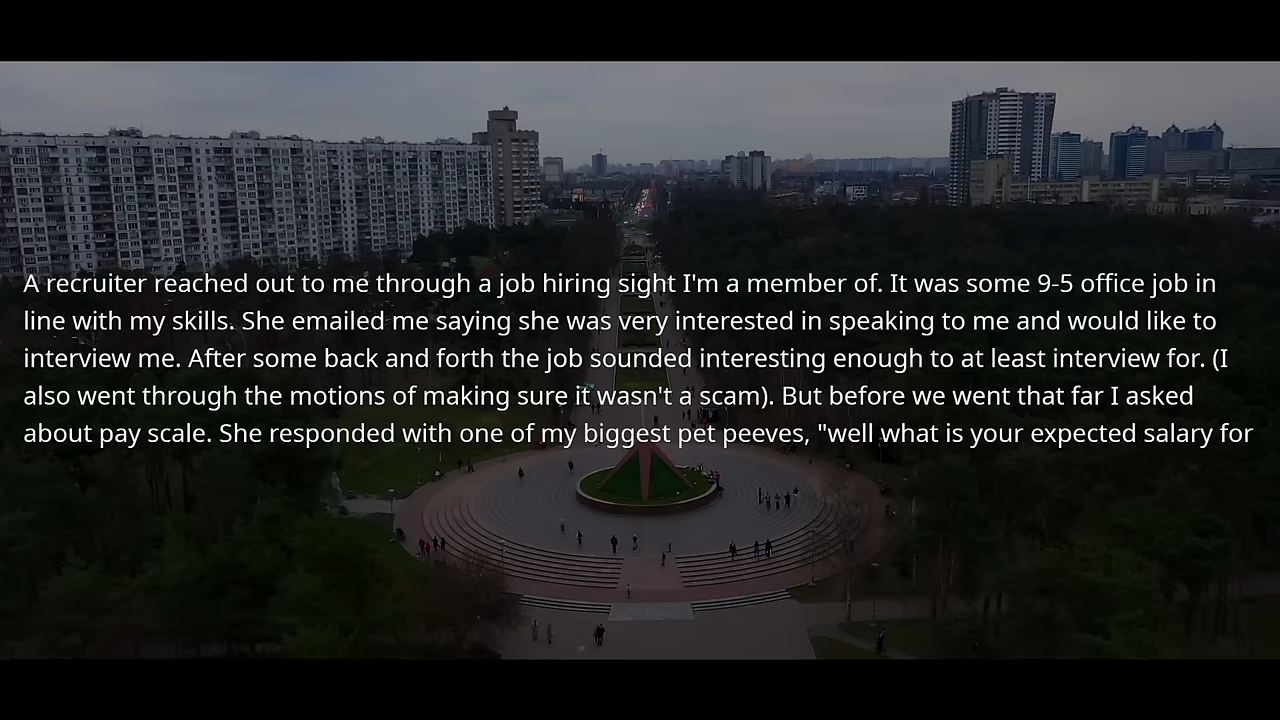 A recruiter reached out to me through a job hiring sight I'm a member of. It was some 9-5 office job in
line with my skills. She emailed me saying she was very interested in speaking to me and would like to
interview me. After some back and forth the job sounded interesting enough to at least interview for. (I
also went through the motions of making sure it wasn't a scam). But before we went that far I asked
about pay scale. She responded with one of my biggest pet peeves, "well what is your expected salary for